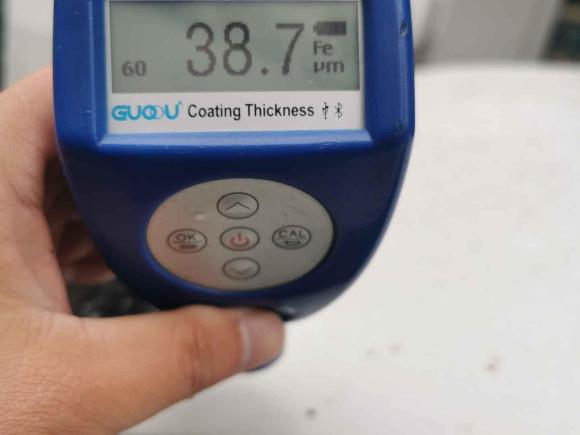 38.7
Fe
60
μm
GUOOU Coating Thickness
OK
CAL